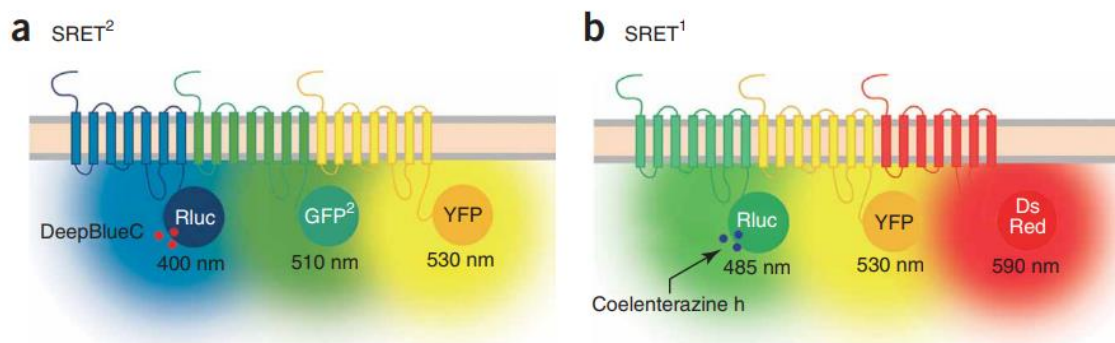 a SRET²
Rluc
GFP²
YFP
DeepBlueC
400 nm
510 nm
530 nm
b SRET¹
Rluc
YFP
Ds
Red
485 nm
530 nm
590 nm
Coelenterazine h